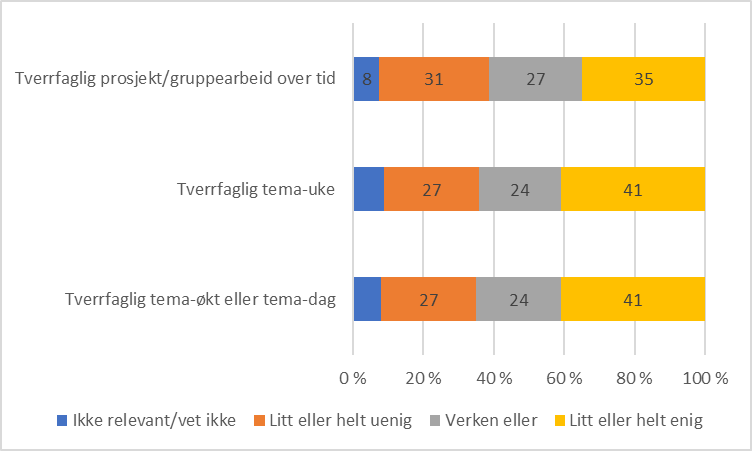 Tverrfaglig prosjekt/gruppearbeid over tid 8 31 27 35
Tverrfaglig tema-uke 27 24 41
Tverrfaglig tema-økt eller tema-dag 27 24 41
0 % 20 % 40 % 60 % 80 % 100 %
Ikke relevant/vet ikke Litt eller helt uenig Verken eller Litt eller helt enig